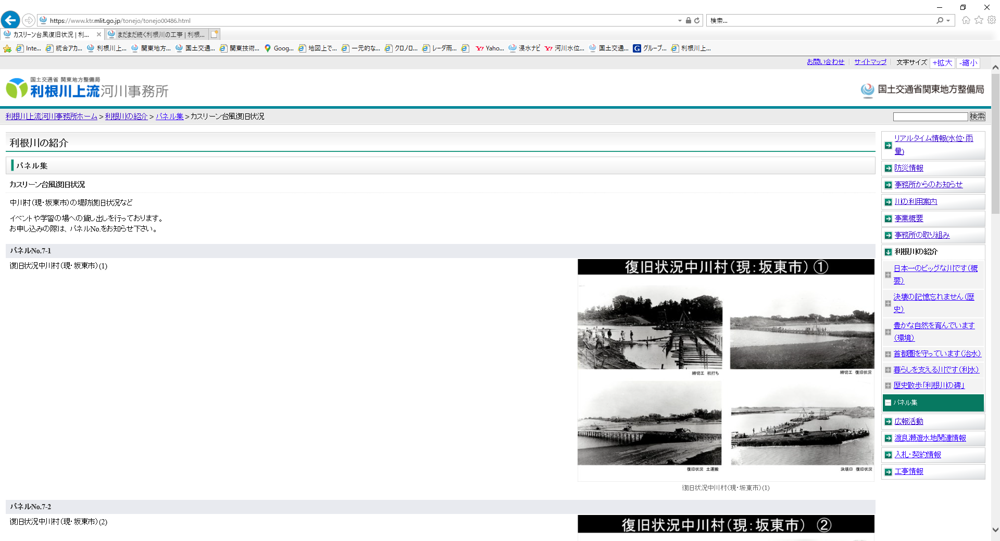 https://www.ktr.mlit.go.jp/tonejo/tonejo00486.html
検索...
カスリーン台風復旧状況 | 利...
まだまだ続く利根川の工事 | 利根...
Inte...
統合アカ...
利根川上...
関東地方...
国土交通...
関東技術...
Goog...
地図上で...
一元的な...
クロノロ...
レーダ雨...
Yaho...
浸水ナビ
河川水位...
国土交通...
グループ...
利根川上...
お問い合わせ
サイトマップ
文字サイズ
+拡大
-縮小
国土交通省 関東地方整備局
利根川上流河川事務所
国土交通省関東地方整備局
利根川上流河川事務所ホーム > 利根川の紹介 > パネル集 > カスリーン台風復旧状況
検索
利根川の紹介
パネル集
カスリーン台風復旧状況
中川村（現・坂東市）の堤防復旧状況など
イベントや学習の場への貸し出しを行っております。
お申し込みの際は、パネルNo.をお知らせ下さい。
パネルNo.7-1
復旧状況中川村（現・坂東市）(1)
復旧状況中川村（現：坂東市）①
締切工 杭打ち
締切工 復旧状況
復旧状況 土運搬
決壊口 復旧状況
復旧状況中川村（現・坂東市）(1)
パネルNo.7-2
復旧状況中川村（現・坂東市）(2)
復旧状況中川村（現：坂東市） ②
リアルタイム情報(水位・雨
量)
防災情報
事務所からのお知らせ
川の利用案内
事業概要
事務所の取り組み
利根川の紹介
日本一のビッグな川です（概
要）
決壊の記憶忘れません（歴
史）
豊かな自然を育んでいます
（環境）
首都圏を守っています（治水）
暮らしを支える川です（利水）
歴史散歩「利根川の碑」
パネル集
広報活動
渡良瀬遊水地関連情報
入札・契約情報
工事情報